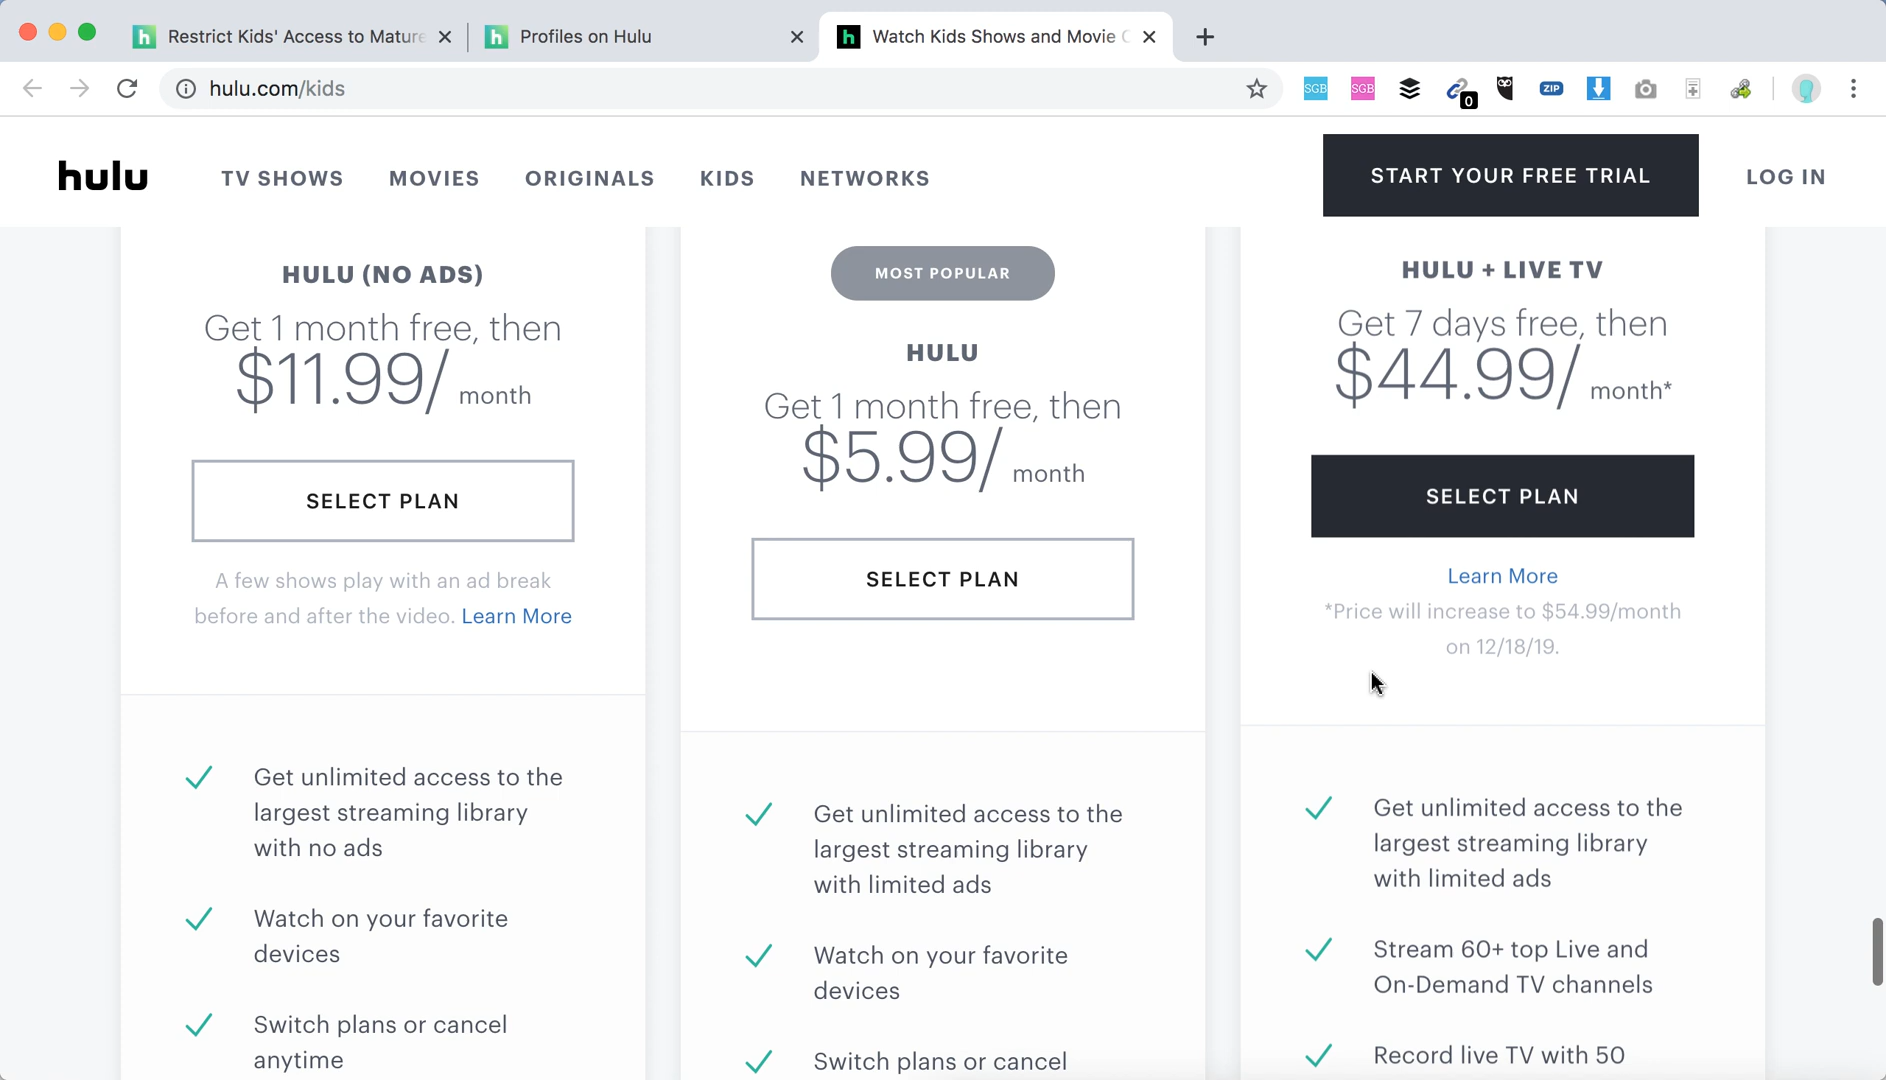 Restrict Kids' Access to Mature
Profiles on Hulu
Watch Kids Shows and Movie
hulu.com/kids
SGB
SGB
0
ZIP
hulu
TV SHOWS
MOVIES
ORIGINALS
KIDS
NETWORKS
START YOUR FREE TRIAL
LOG IN
HULU (NO ADS)
Get 1 month free, then
$11.99/ month
SELECT PLAN
A few shows play with an ad break
before and after the video. Learn More
Get unlimited access to the
largest streaming library
with no ads
Watch on your favorite
devices
Switch plans or cancel
anytime
MOST POPULAR
HULU
Get 1 month free, then
$5.99/ month
SELECT PLAN
Get unlimited access to the
largest streaming library
with limited ads
Watch on your favorite
devices
Switch plans or cancel
HULU + LIVE TV
Get 7 days free, then
$44.99/ month*
SELECT PLAN
Learn More
*Price will increase to $54.99/month
on 12/18/19.
Get unlimited access to the
largest streaming library
with limited ads
Stream 60+ top Live and
On-Demand TV channels
Record live TV with 50